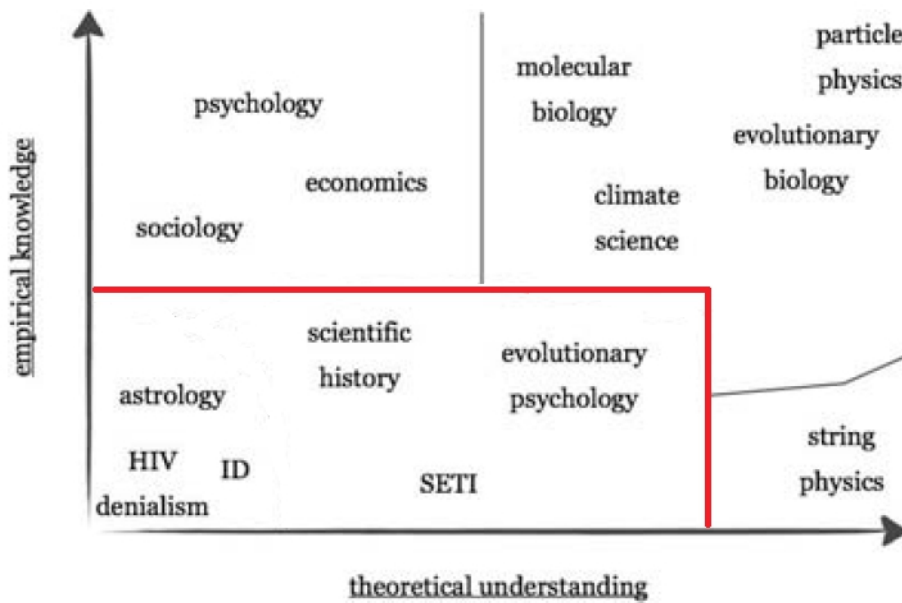 particle
physics
molecular
biology
psychology
evolutionary
biology
economics
climate
science
sociology
empirical knowledge
scientific
history
evolutionary
psychology
astrology
string
physics
HIV
denialism
ID
SETI
theoretical understanding